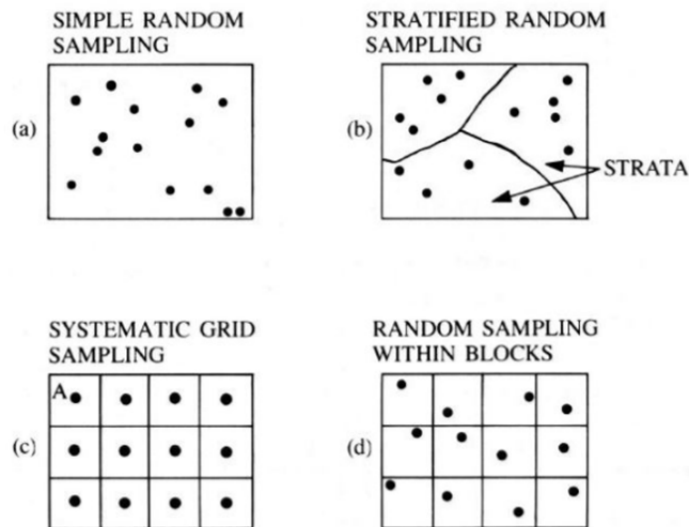 SIMPLE RANDOM
SAMPLING
(a)
STRATIFIED RANDOM
SAMPLING
(b)
STRATA
SYSTEMATIC GRID
SAMPLING
A
(c)
RANDOM SAMPLING
WITHIN BLOCKS
(d)